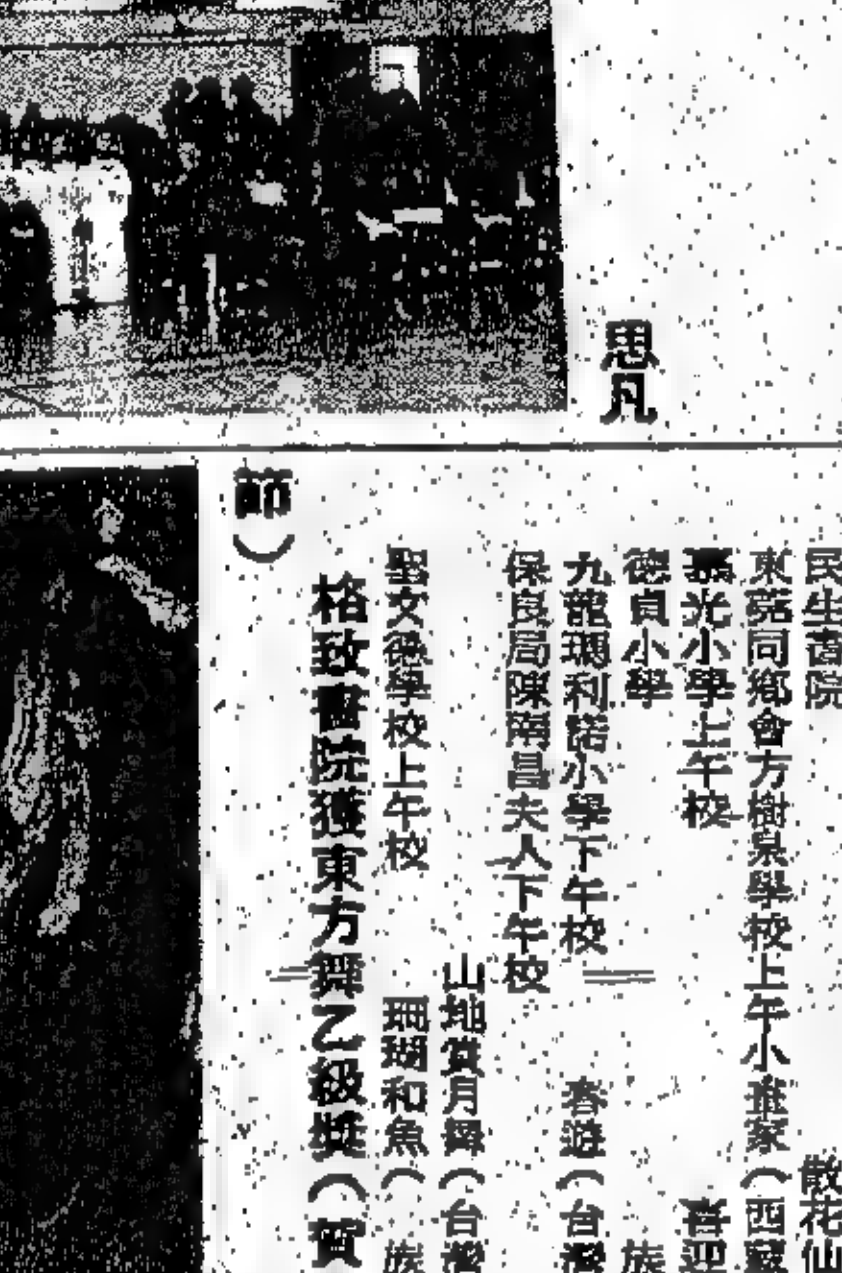 思凡
民生書院
散花仙
東莞同鄉會方樹泉學校上午
小
家（西藏
光小學上午校
喜迎
德貞小學
族
九龍瑪利諾小學下午校
春遊（台灣
保良局陳南昌夫人下午校
山地賞月舞（台灣
聖文德學校上午校
珊瑚和魚（
族
格致書院獲東方舞乙級獎（賀
節）